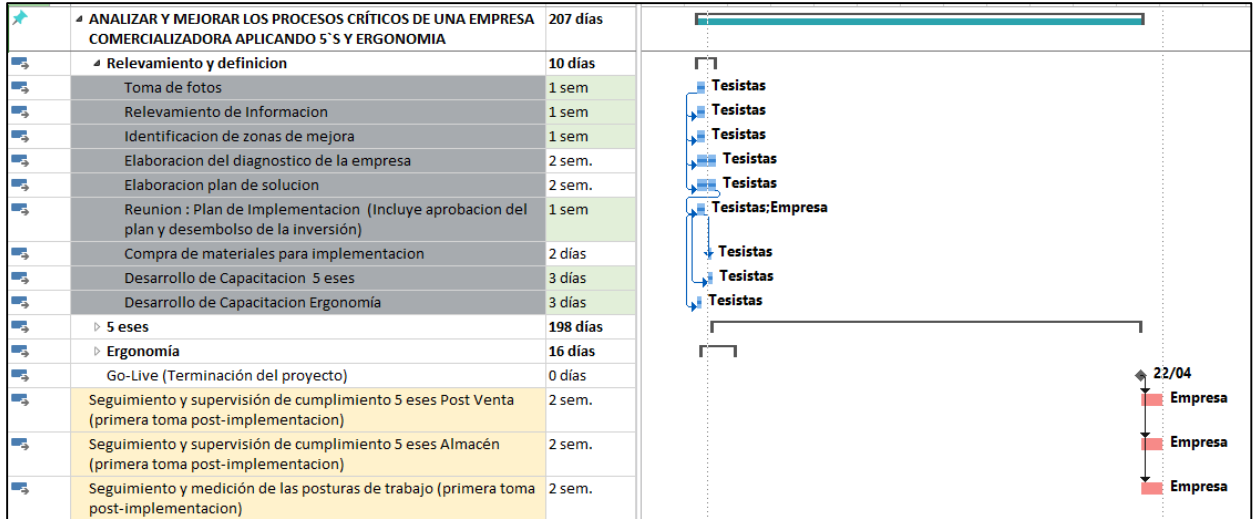 ANALIZAR Y MEJORAR LOS PROCESOS CRÍTICOS DE UNA EMPRESA 207 días
COMERCIALIZADORA APLICANDO 5`S Y ERGONOMIA
Relevamiento y definicion 10 días
Toma de fotos 1 sem Tesistas
Relevamiento de Informacion 1 sem Tesistas
Identificacion de zonas de mejora 1 sem Tesistas
Elaboracion del diagnostico de la empresa 2 sem. Tesistas
Elaboracion plan de solucion 2 sem. Tesistas
Reunion : Plan de Implementacion (Incluye aprobacion del 1 sem Tesistas;Empresa
plan y desembolso de la inversión)
Compra de materiales para implementacion 2 días Tesistas
Desarrollo de Capacitacion 5 eses 3 días Tesistas
Desarrollo de Capacitacion Ergonomía 3 días Tesistas
5 eses 198 días
Ergonomía 16 días
Go-Live (Terminación del proyecto) 0 días 22/04
Seguimiento y supervisión de cumplimiento 5 eses Post Venta 2 sem. Empresa
(primera toma post-implementacion)
Seguimiento y supervisión de cumplimiento 5 eses Almacén 2 sem. Empresa
(primera toma post-implementacion)
Seguimiento y medición de las posturas de trabajo (primera toma 2 sem. Empresa
post-implementacion)